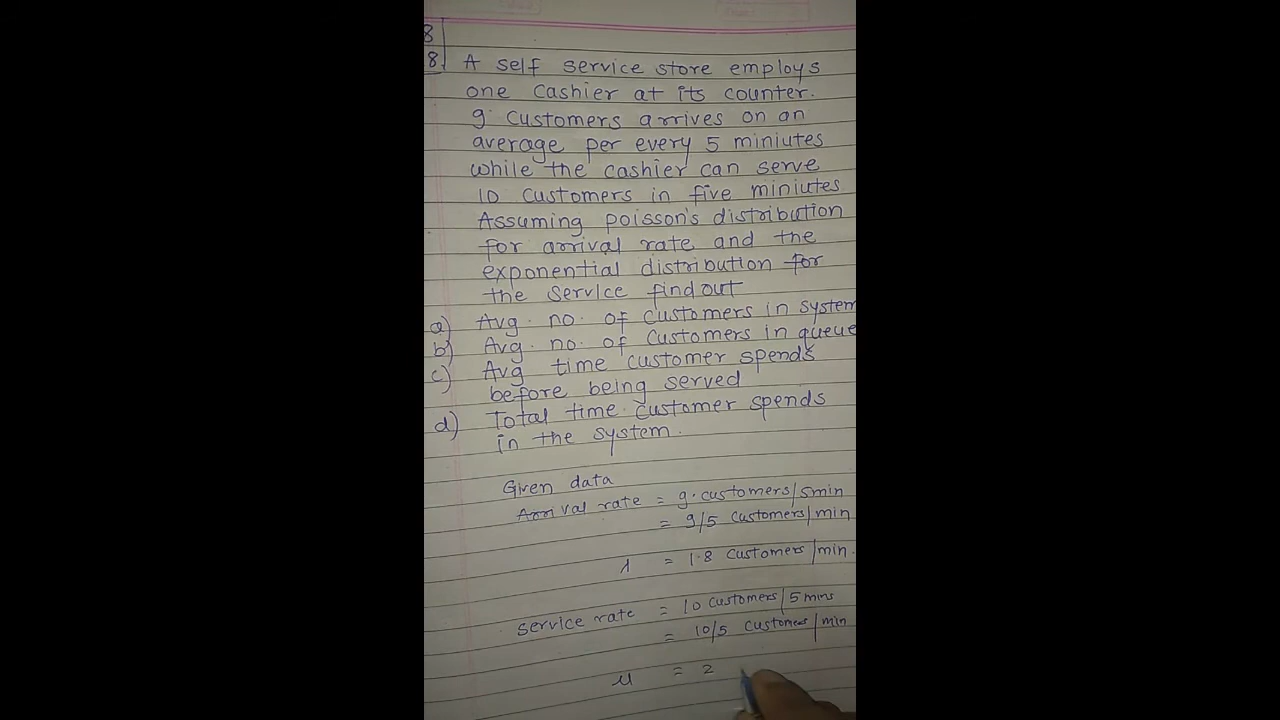 8
8) A self service store employs
one cashier at its counter.
9 customers arrives on an
average per every 5 miniutes
while the cashier can serve
10 customers in five miniutes
Assuming poisson's distribution
for arrival rate and the
exponential distribution for
the service find out
a) Avg. no. of customers in system
b) Avg. no. of customers in queue
c) Avg time customer spends
before being served
d) Total time customer spends
in the system.
Given data
Arrival rate = 9 customers/5min
= 9/5 customers/min
λ = 1.8 customers/min.
service rate = 10 customers/5 mins
= 10/5 customers/min
μ = 2